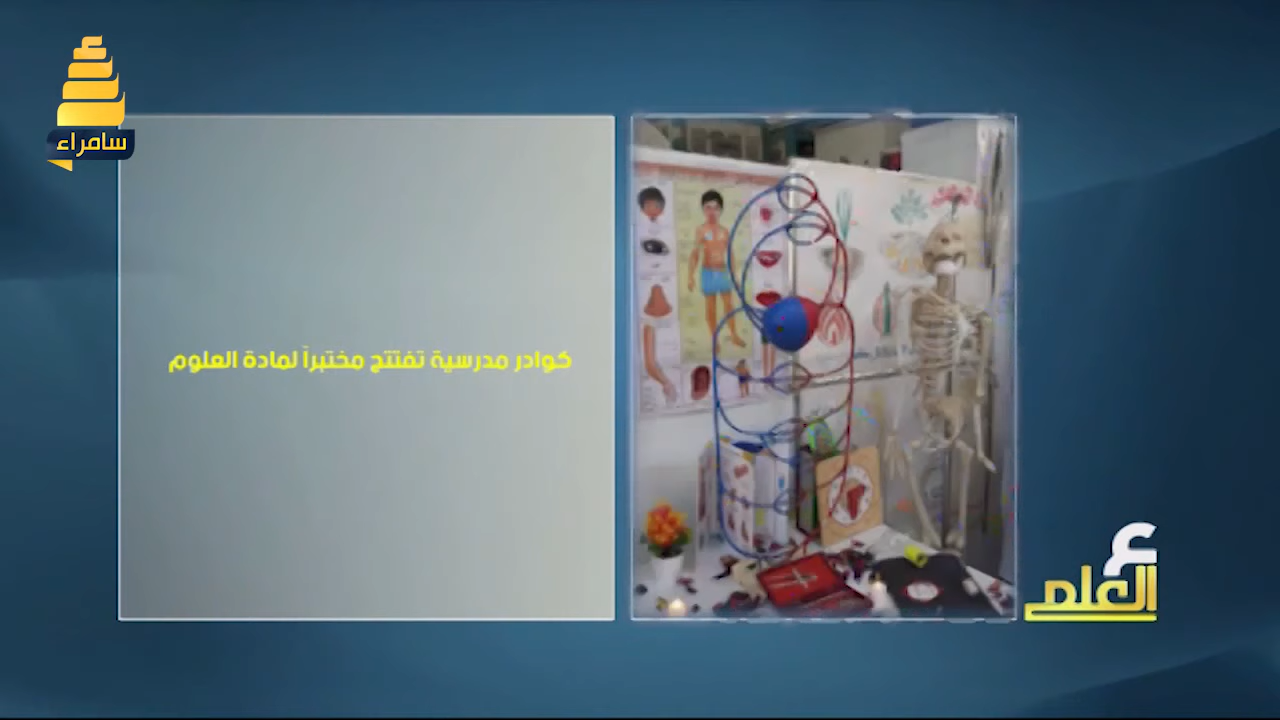 سامراء
كوادر مدرسية تفتتح مختبراً لمادة العلوم
ع العلم